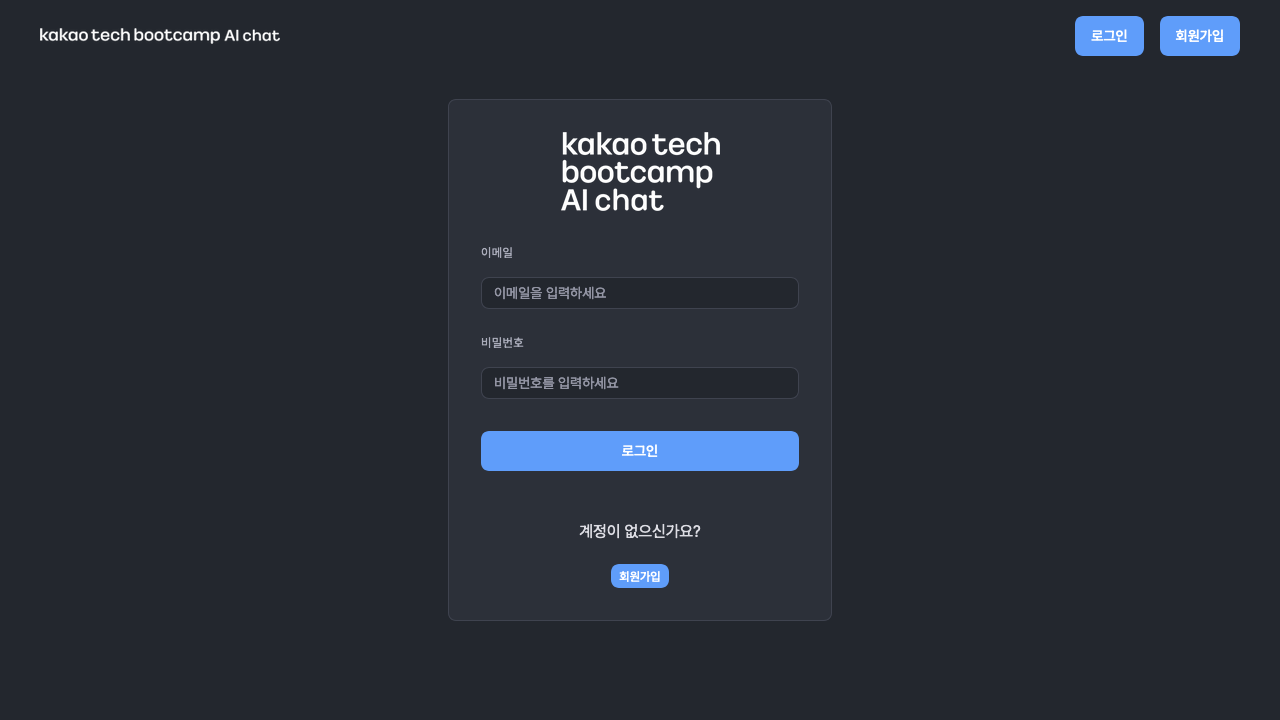 kakao tech bootcamp AI chat
로그인
회원가입
kakao tech
bootcamp
AI chat
이메일
이메일을 입력하세요
비밀번호
비밀번호를 입력하세요
로그인
계정이 없으신가요?
회원가입